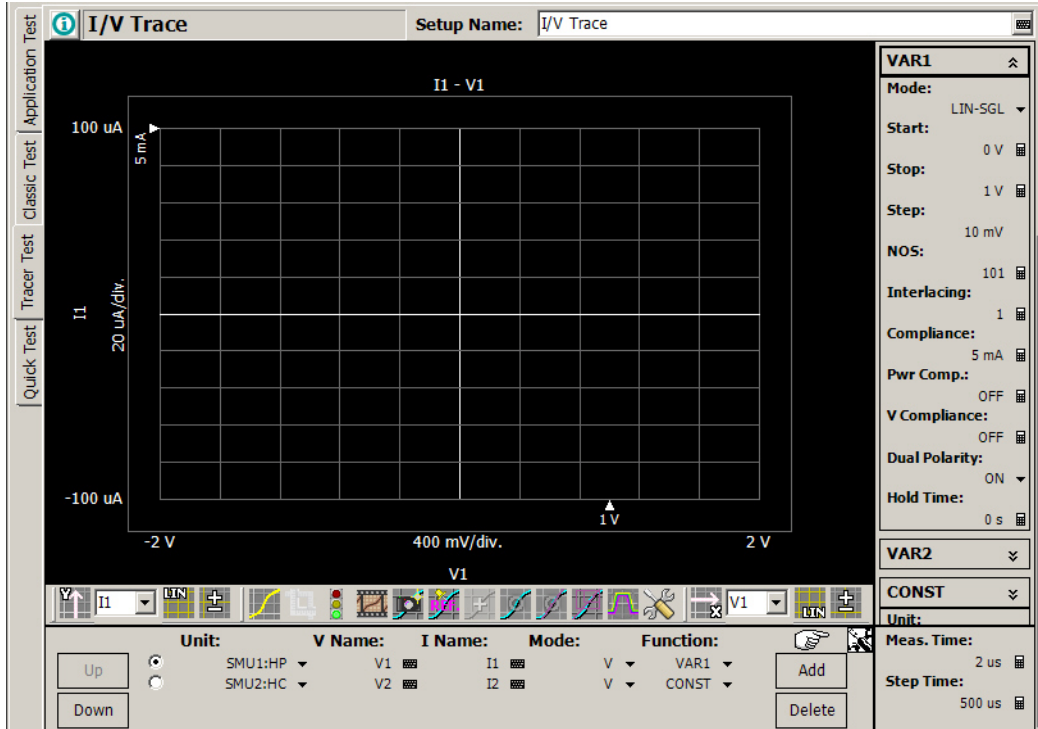 Application Test
Classic Test
Tracer Test
Quick Test
I/V Trace
Setup Name:
I/V Trace
I1 - V1
100 uA
5 mA
I1
20 uA/div.
-100 uA
1 V
-2 V
400 mV/div.
2 V
V1
VAR1
Mode:
LIN-SGL
Start:
0 V
Stop:
1 V
Step:
10 mV
NOS:
101
Interlacing:
1
Compliance:
5 mA
Pwr Comp.:
OFF
V Compliance:
OFF
Dual Polarity:
ON
Hold Time:
0 s
VAR2
CONST
Unit:
Y
I1
LIN
REF.
X
V1
LIN
Unit: V Name: I Name: Mode: Function:
Up
SMU1:HP V1 I1 V VAR1
Add
SMU2:HC V2 I2 V CONST
Down
Delete
Meas. Time:
2 us
Step Time:
500 us